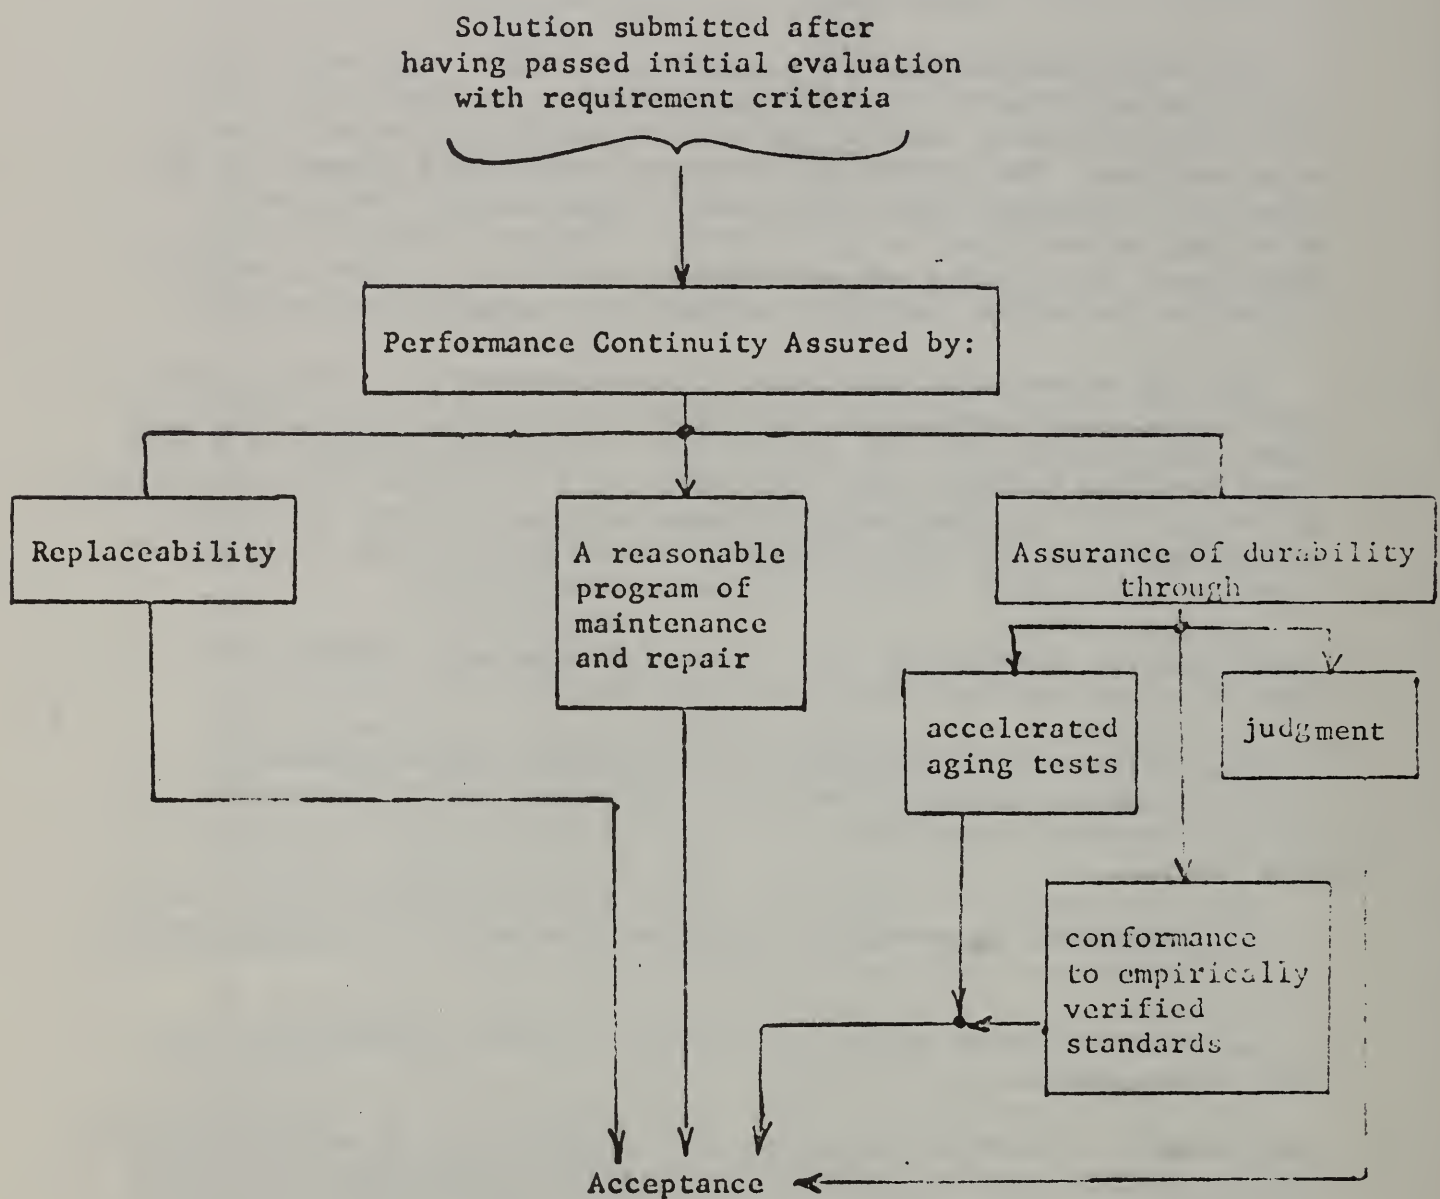 Solution submitted after
having passed initial evaluation
with requirement criteria
Performance Continuity Assured by:
Replaceability
A reasonable
program of
maintenance
and repair
Assurance of durability
through
accelerated
aging tests
judgment
conformance
to empirically
verified
standards
Acceptance